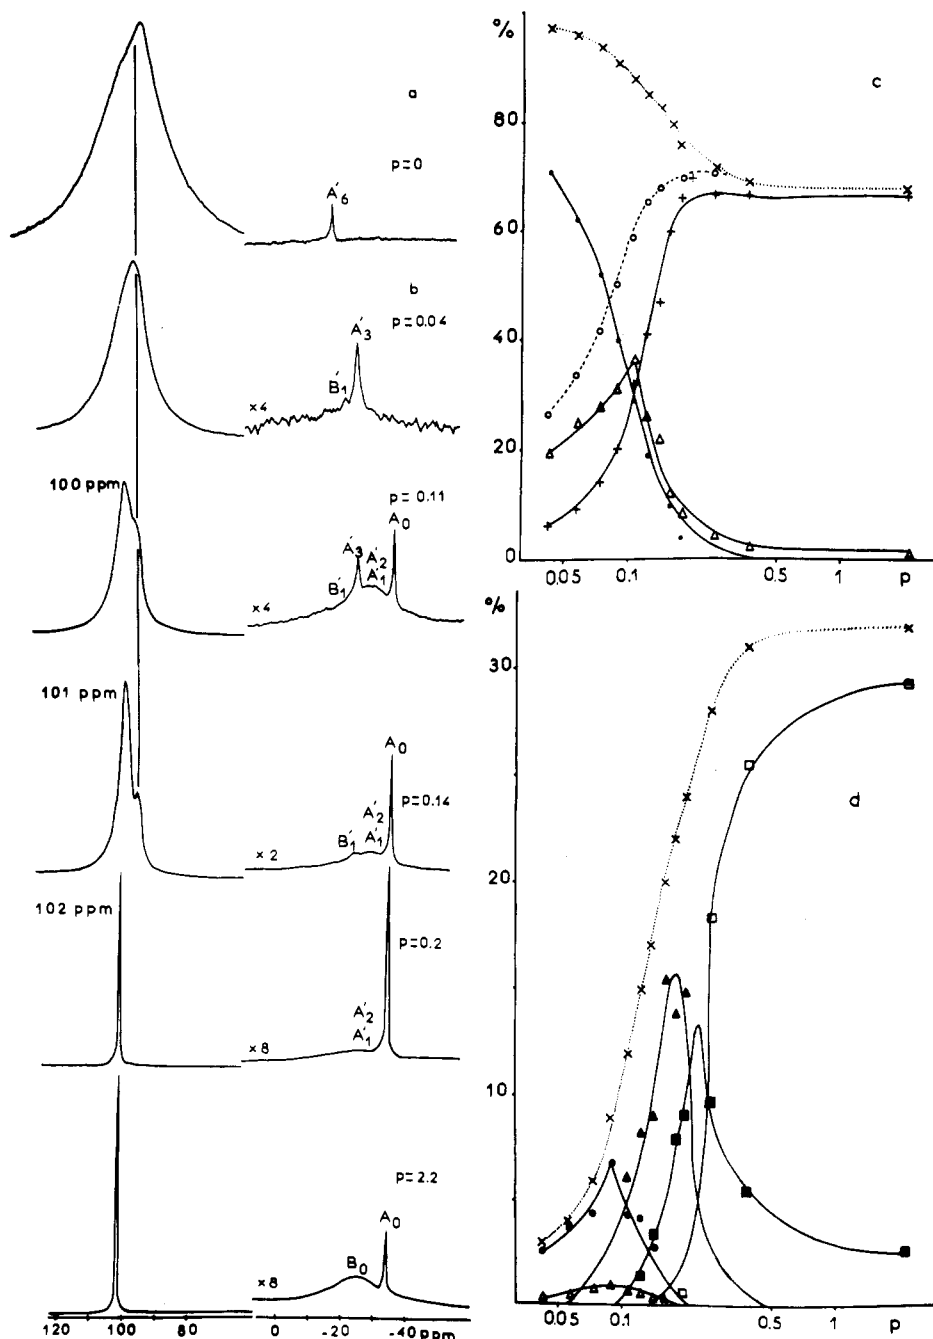 a
p=0
A'6
b
p=0.04
A'3
B'1
×4
100 ppm
p=0.11
A0
A'3
A'2
A'1
B'1
×4
101 ppm
A0
p=0.14
A'2
B'1
A'1
×2
102 ppm
p=0.2
A'2
A'1
×8
p=2.2
A0
B0
×8
120 100 80 0 -20 -40 ppm
%
c
80
60
40
20
0
0.05 0.1 0.5 1 p
%
30
d
20
10
0.05 0.1 0.5 1 p